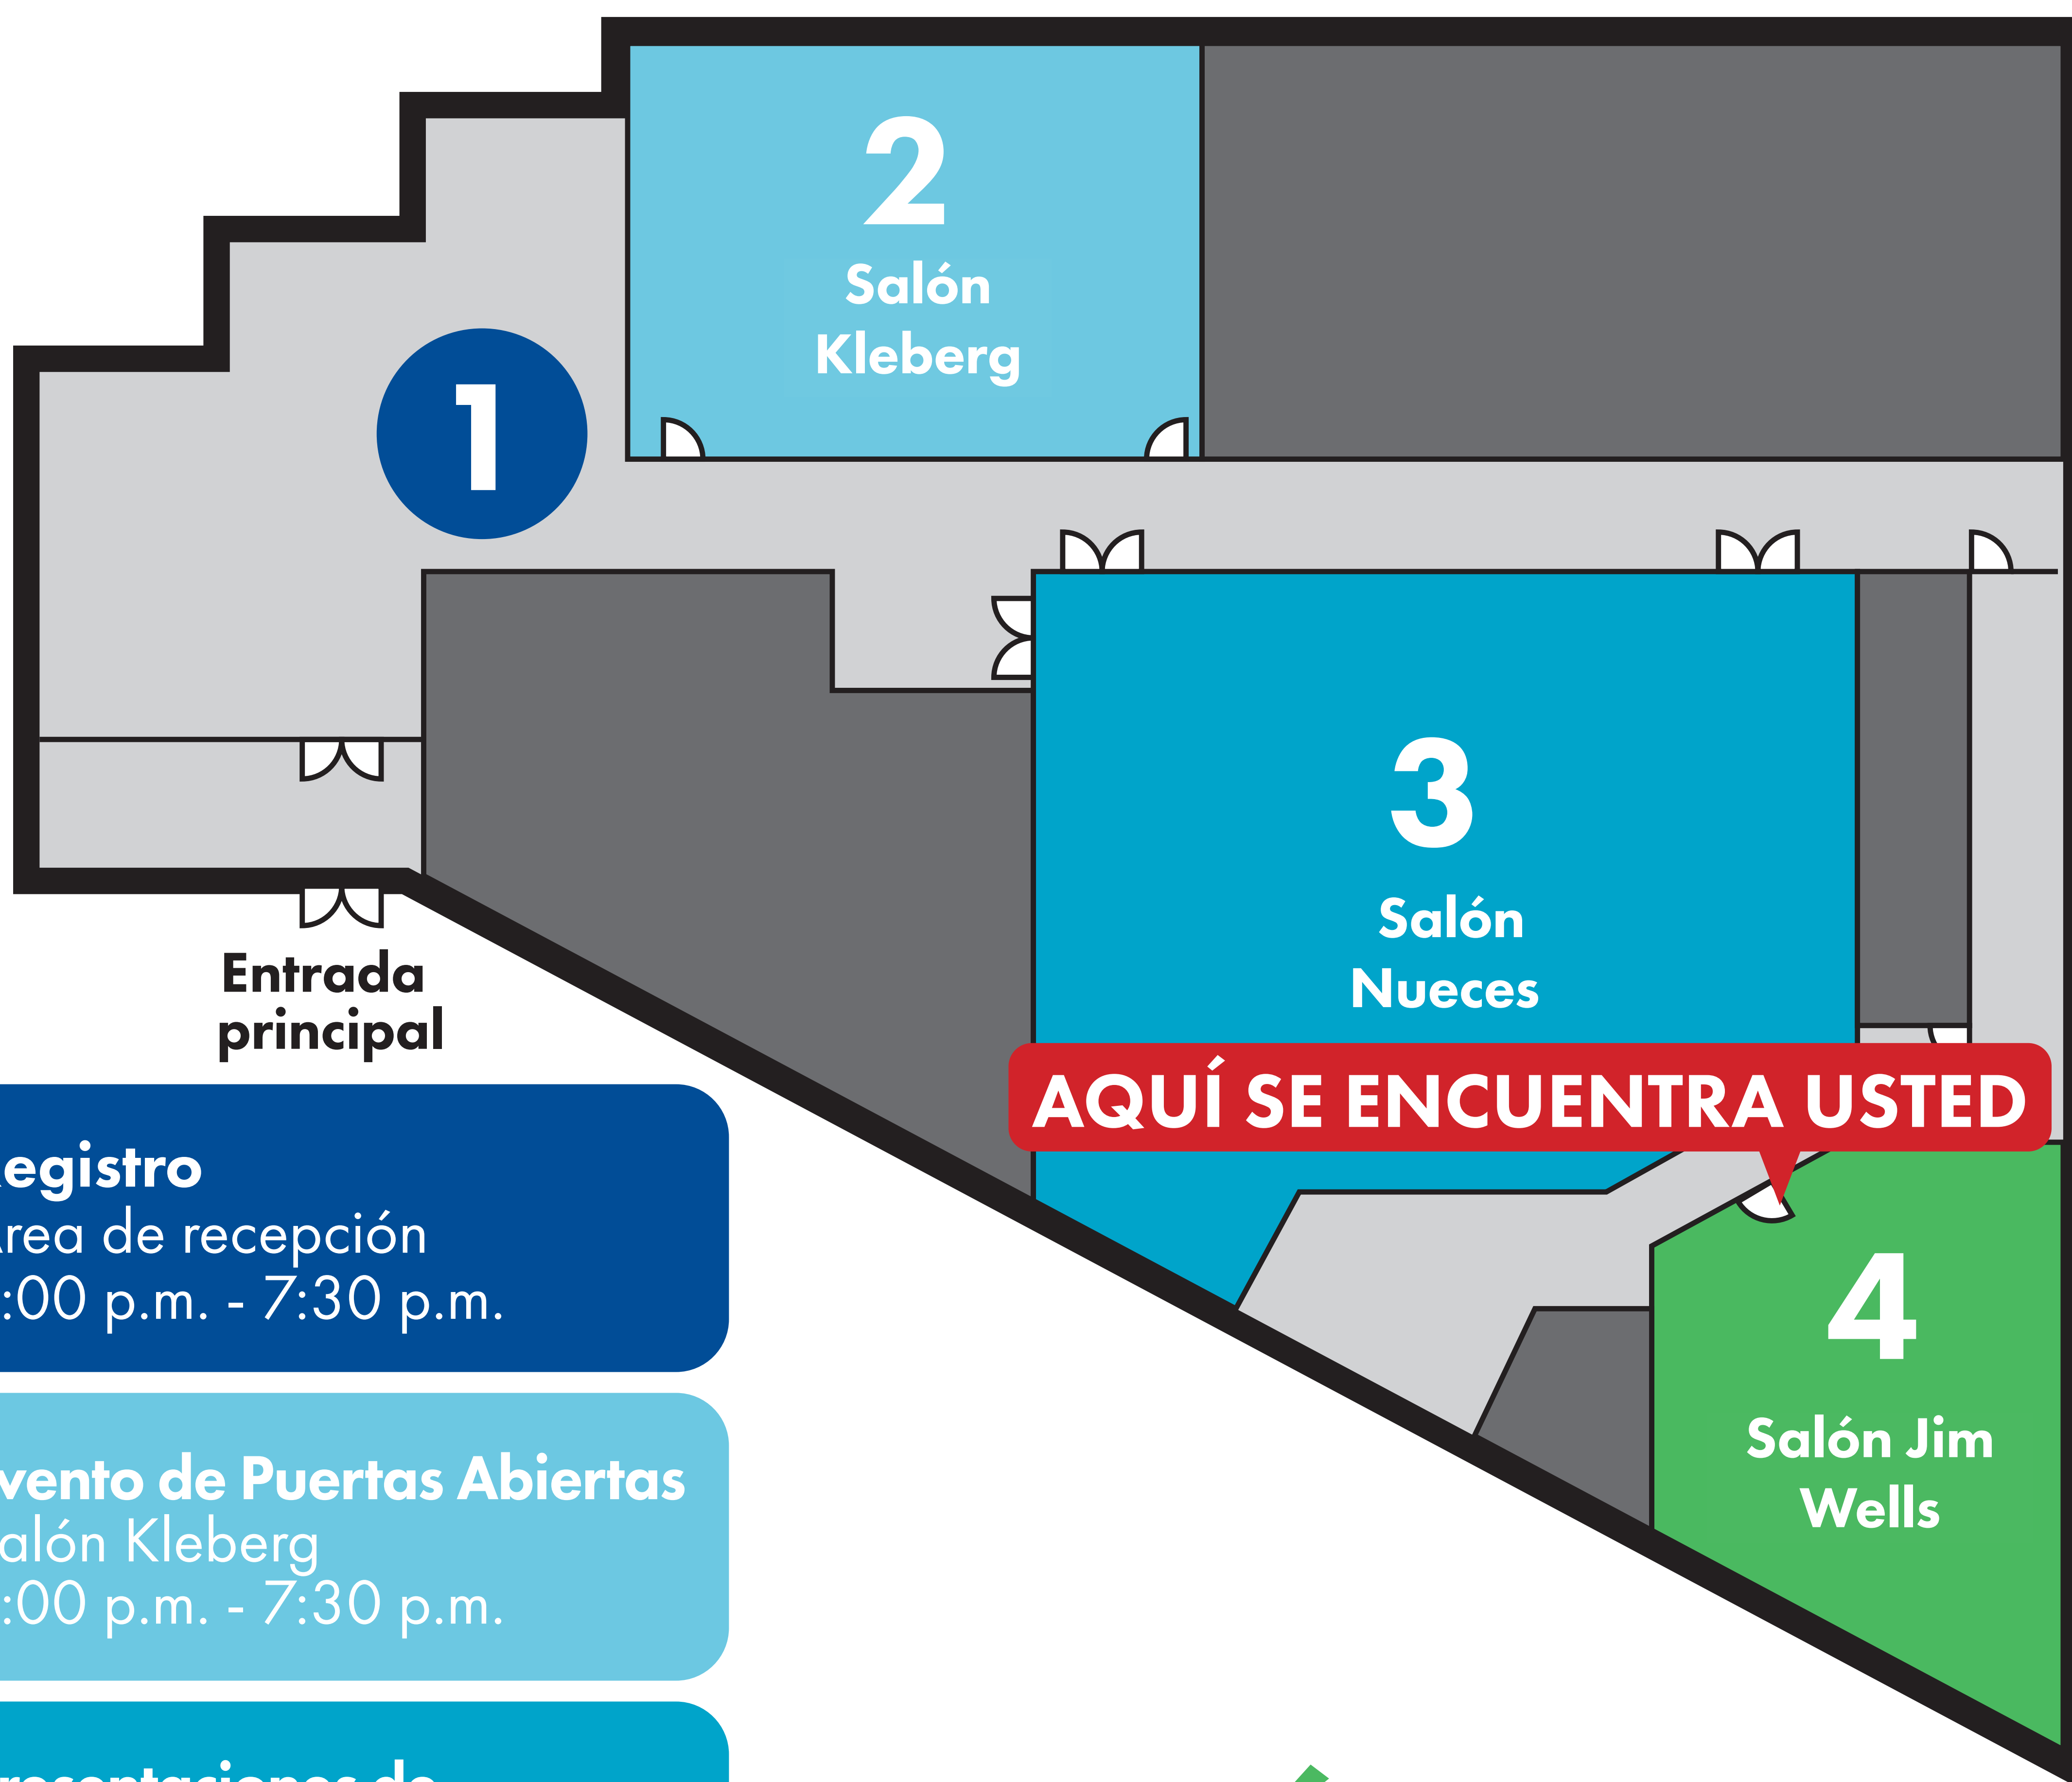 2
Salón
Kleberg
1
3
Salón
Nueces
Entrada
principal
AQUÍ SE ENCUENTRA USTED
4
Salón Jim
Wells
egistro
rea de recepción
:00 p.m. - 7:30 p.m.
vento de Puertas Abiertas
alón Kleberg
:00 p.m. - 7:30 p.m.